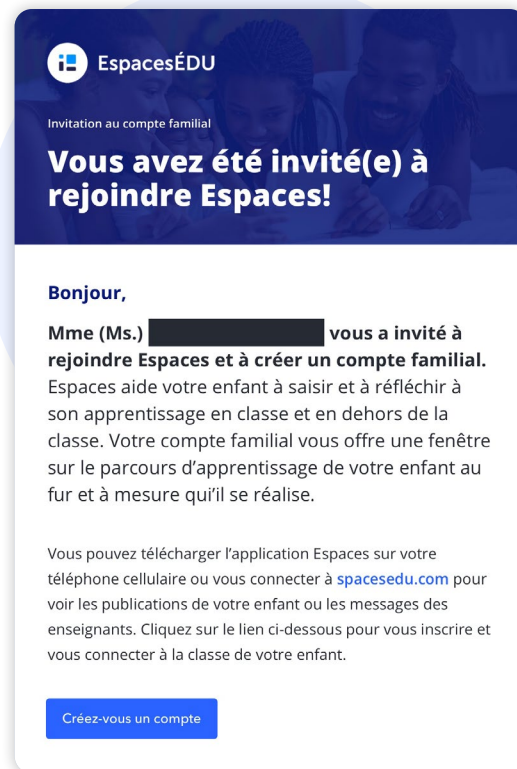 EspacesÉDU
Invitation au compte familial
Vous avez été invité(e) à
rejoindre Espaces!
Bonjour,
Mme (Ms.) vous a invité à
rejoindre Espaces et à créer un compte familial.
Espaces aide votre enfant à saisir et à réfléchir à
son apprentissage en classe et en dehors de la
classe. Votre compte familial vous offre une fenêtre
sur le parcours d'apprentissage de votre enfant au
fur et à mesure qu'il se réalise.
Vous pouvez télécharger l'application Espaces sur votre
téléphone cellulaire ou vous connecter à spacesedu.com pour
voir les publications de votre enfant ou les messages des
enseignants. Cliquez sur le lien ci-dessous pour vous inscrire et
vous connecter à la classe de votre enfant.
Créez-vous un compte